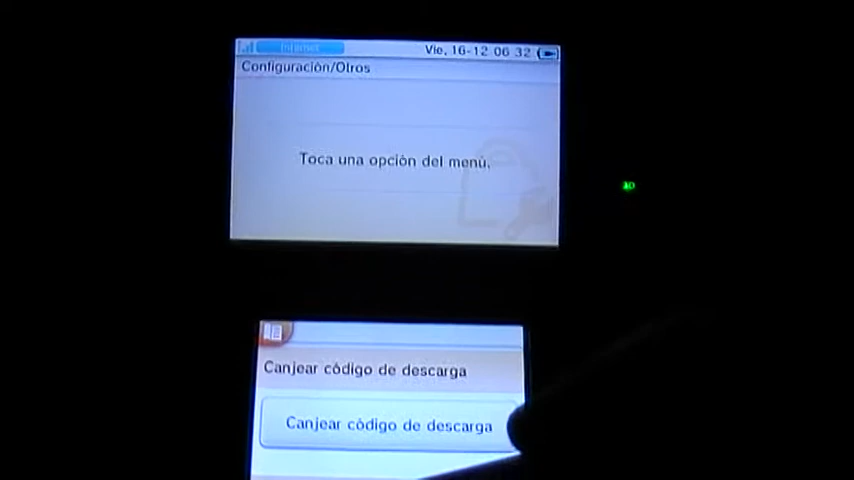 Internet
Vie, 16-12 06 32
Configuración/Otros
Toca una opción del menú.
3D
Canjear código de descarga
Canjear código de descarga